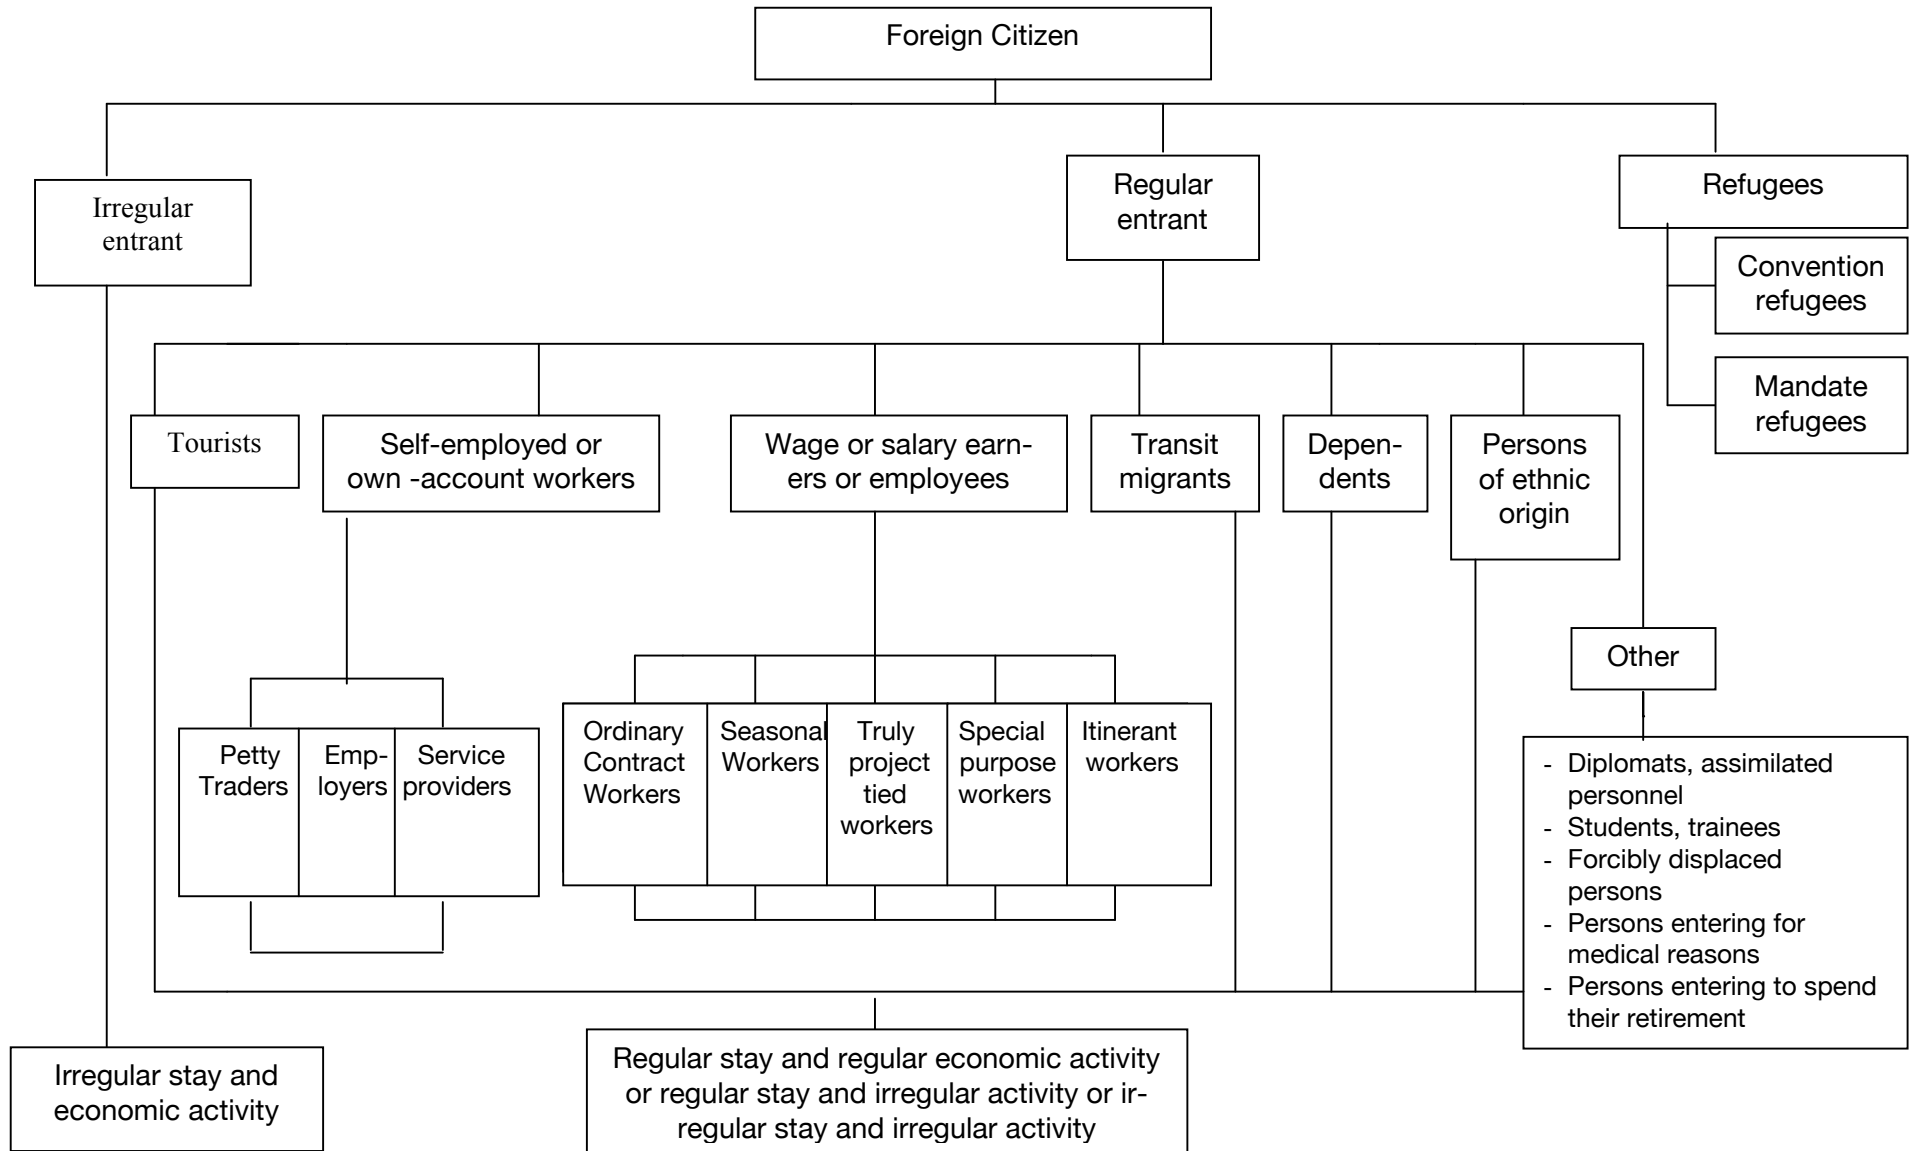 Foreign Citizen
Irregular
entrant
Regular
entrant
Refugees
Convention
refugees
Mandate
refugees
Tourists
Self-employed or
own -account workers
Wage or salary earn-
ers or employees
Transit
migrants
Depen-
dents
Persons
of ethnic
origin
Other
Petty
Traders
Emp-
loyers
Service
providers
Ordinary
Contract
Workers
Seasonal
Workers
Truly
project
tied
workers
Special
purpose
workers
Itinerant
workers
- Diplomats, assimilated
personnel
- Students, trainees
- Forcibly displaced
persons
- Persons entering for
medical reasons
- Persons entering to spend
their retirement
Irregular stay and
economic activity
Regular stay and regular economic activity
or regular stay and irregular activity or ir-
regular stay and irregular activity